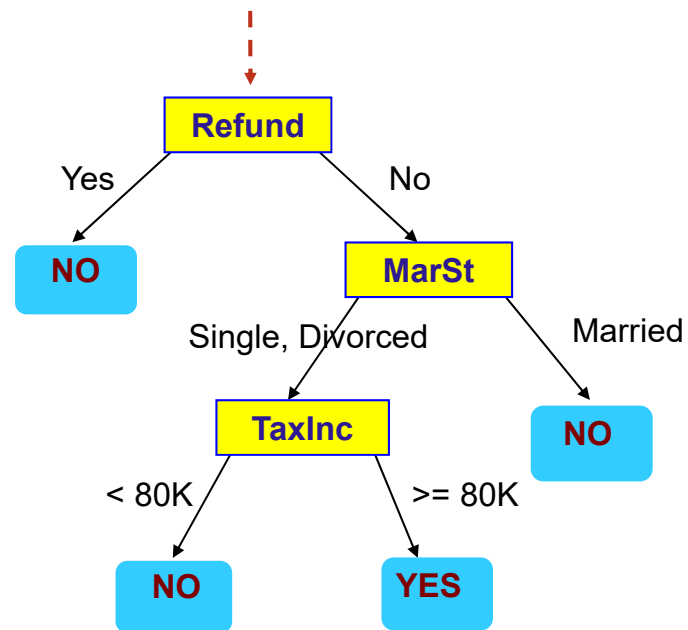 Refund
Yes
No
NO
MarSt
Single, Divorced
Married
TaxInc
NO
< 80K
>= 80K
NO
YES